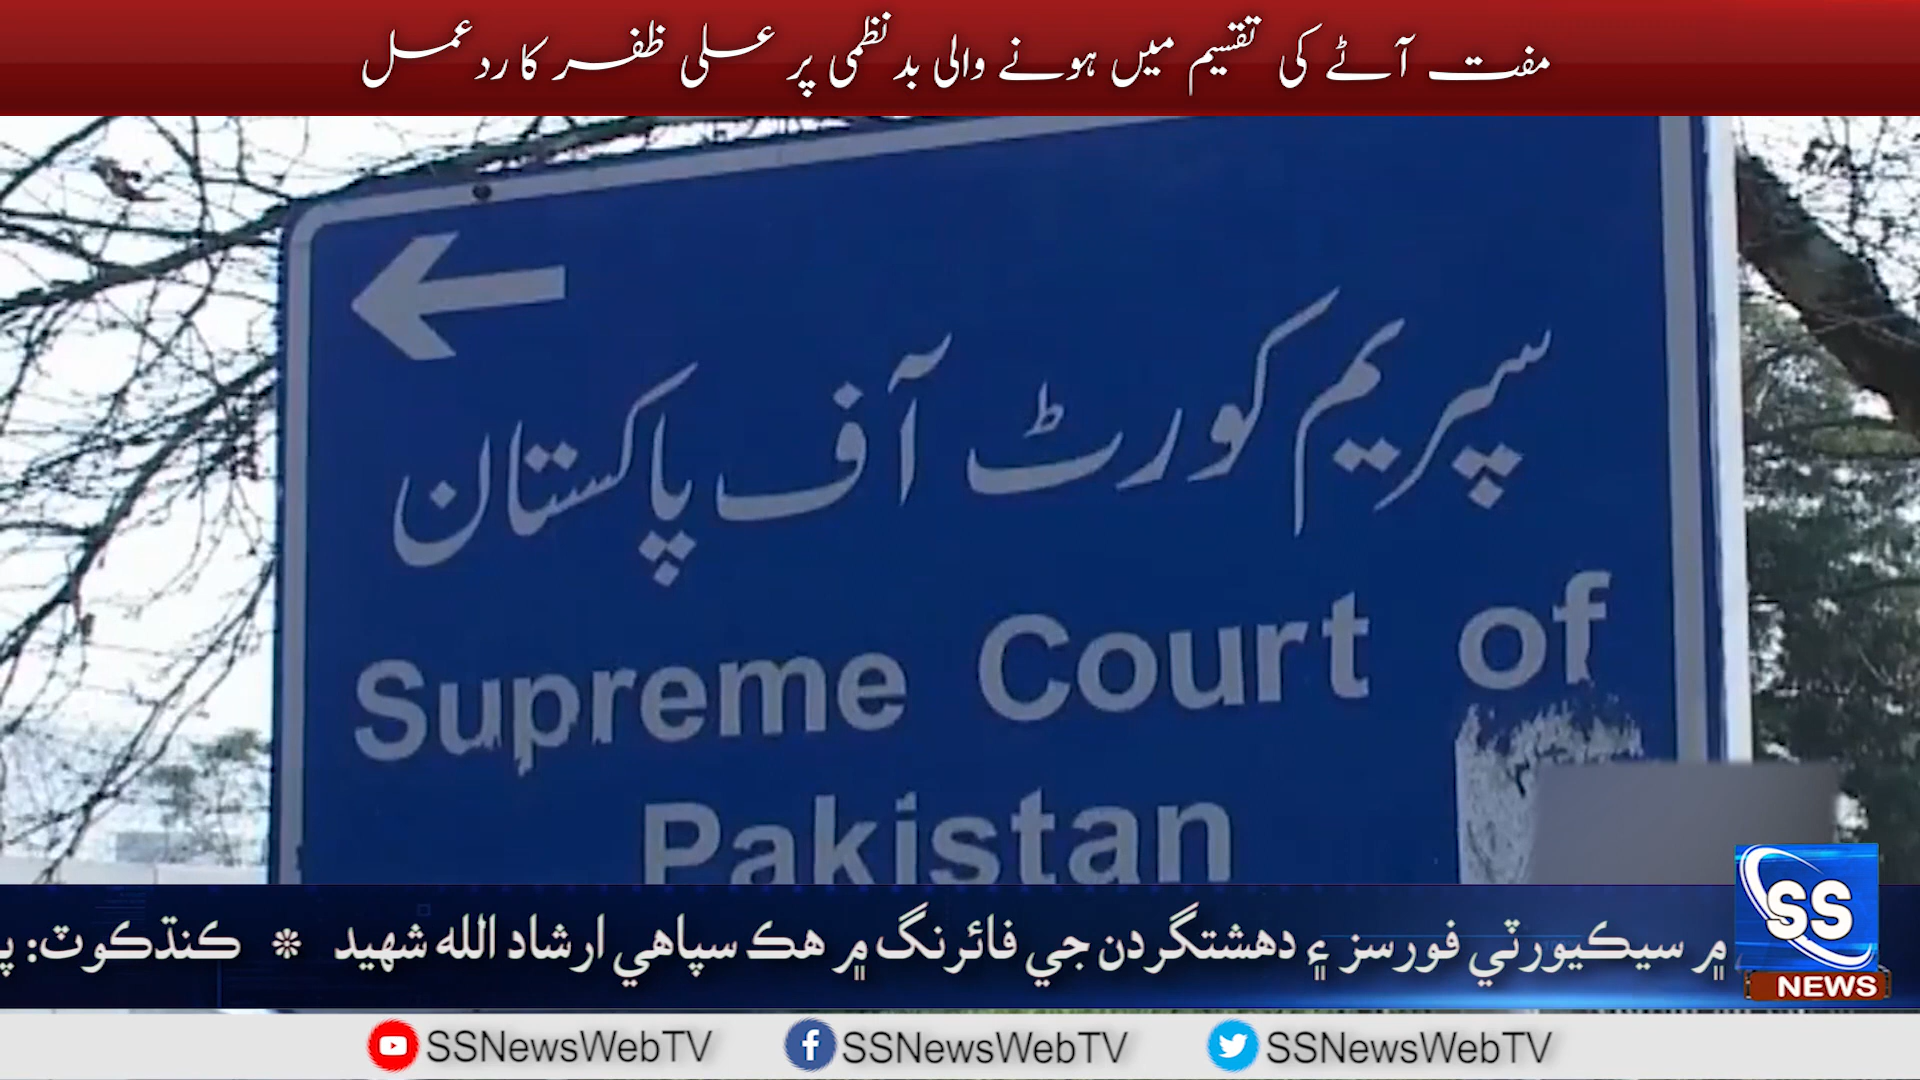 مفت آٹے کی تقسیم میں ہونے والی بدنظمی پر علی ظفر کا ردعمل
سپریم کورٹ آف پاکستان
Supreme Court of
Pakistan
۾ سيڪيورٽي فورسز ۽ دهشتگردن جي فائرنگ ۾ هڪ سپاهي ارشاد الله شهيد ❋ ڪنڌڪوٽ: پ
SS
NEWS
SSNewsWebTV SSNewsWebTV SSNewsWebTV